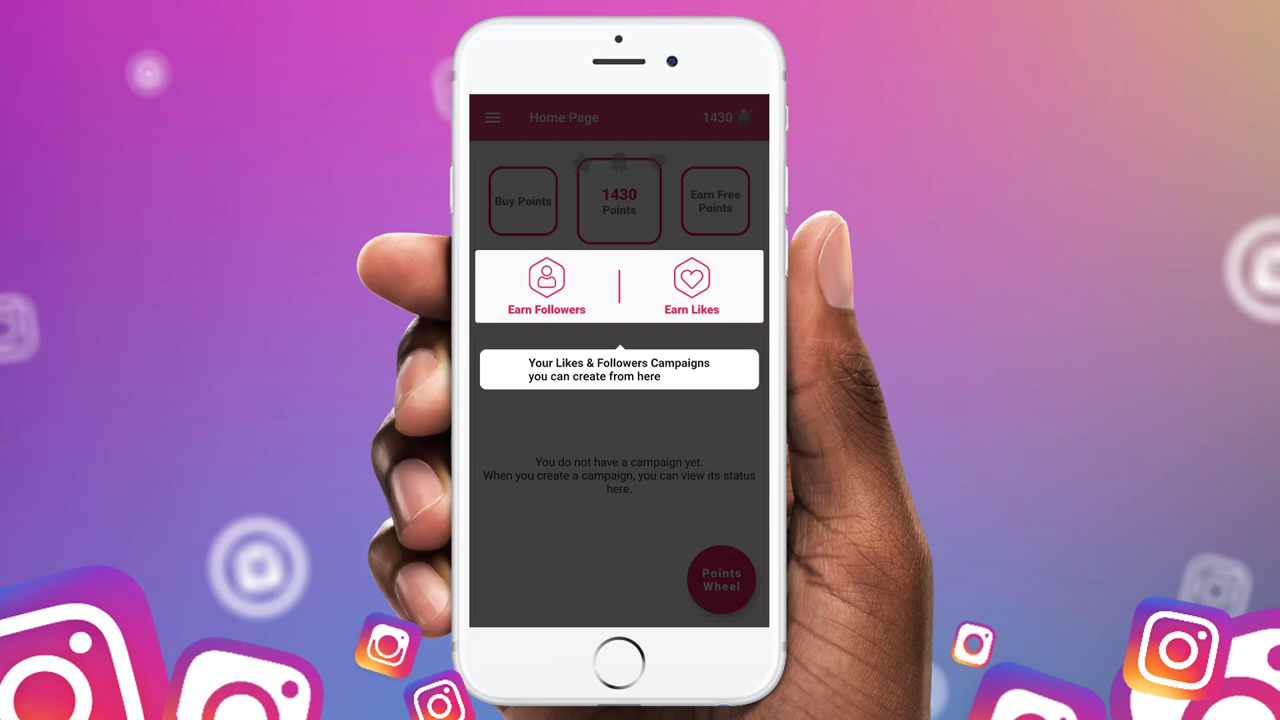 Home Page
1430
Buy Points
1430
Points
Earn Free
Points
Earn Followers
Earn Likes
Your Likes & Followers Campaigns
you can create from here
You do not have a campaign yet.
When you create a campaign, you can view its status
here.
Points
Wheel